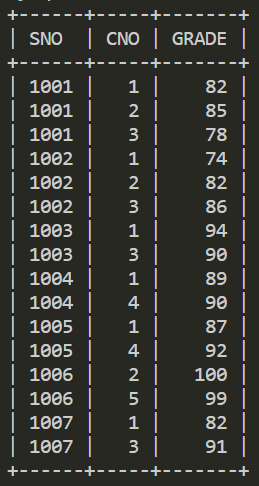 +------+-----+-------+
| SNO  | CNO | GRADE |
+------+-----+-------+
| 1001 |   1 |    82 |
| 1001 |   2 |    85 |
| 1001 |   3 |    78 |
| 1002 |   1 |    74 |
| 1002 |   2 |    82 |
| 1002 |   3 |    86 |
| 1003 |   1 |    94 |
| 1003 |   3 |    90 |
| 1004 |   1 |    89 |
| 1004 |   4 |    90 |
| 1005 |   1 |    87 |
| 1005 |   4 |    92 |
| 1006 |   2 |   100 |
| 1006 |   5 |    99 |
| 1007 |   1 |    82 |
| 1007 |   3 |    91 |
+------+-----+-------+